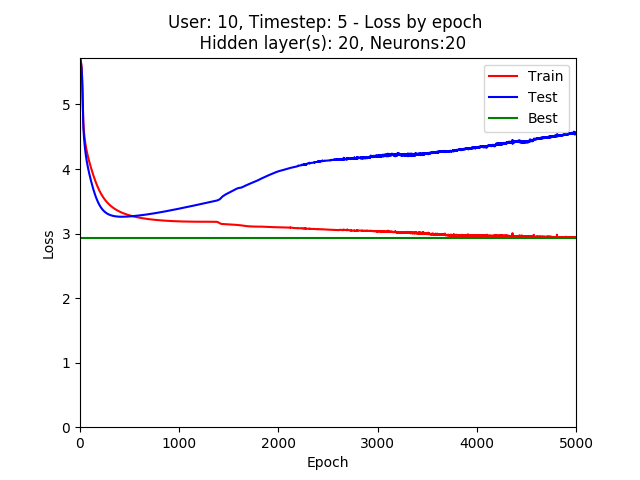 User: 10, Timestep: 5 - Loss by epoch
Hidden layer(s): 20, Neurons:20
Train
Test
Best
5
4
3
2
1
0
Loss
0 1000 2000 3000 4000 5000
Epoch